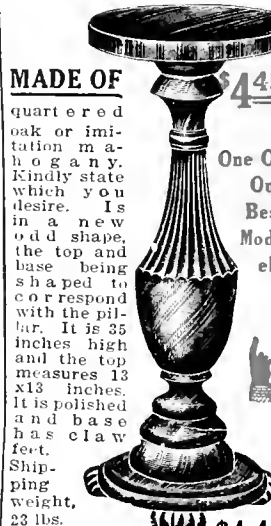 MADE OF
quartered
oak or imi-
tation ma-
hogany.
Kindly state
which you
desire. Is
in a new
odd shape,
the top and
base being
shaped to
correspond
with the pil-
lar. It is 35
inches high
and the top
measures 13
x13 inches.
It is polished
and base
has claw
feet.
Ship-
ping
weight,
23 lbs.
One
Bes